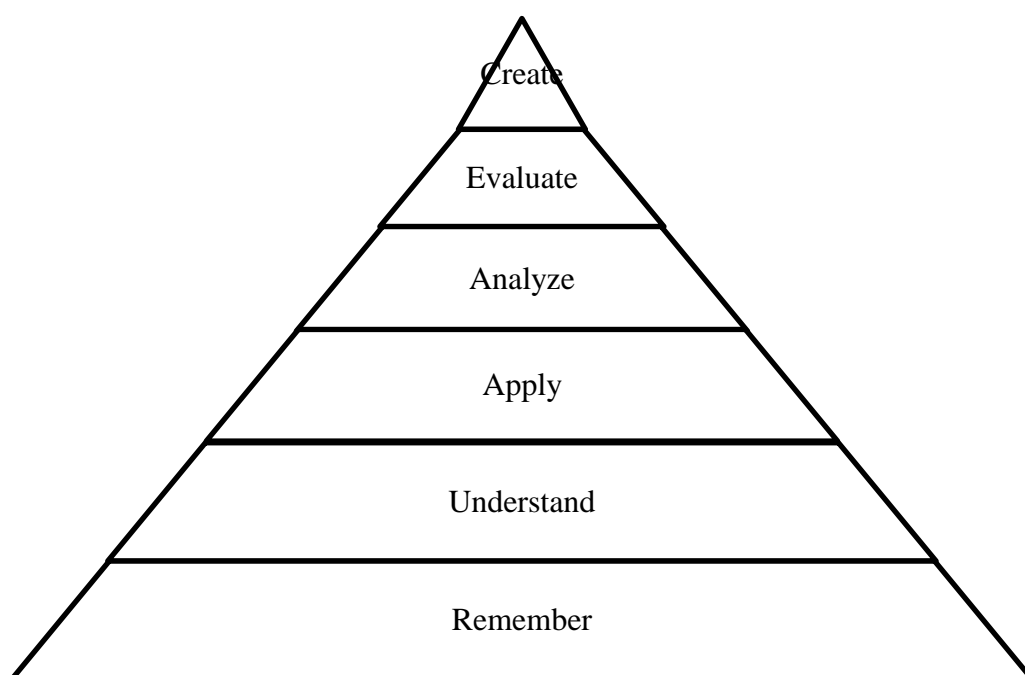 Create
Evaluate
Analyze
Apply
Understand
Remember